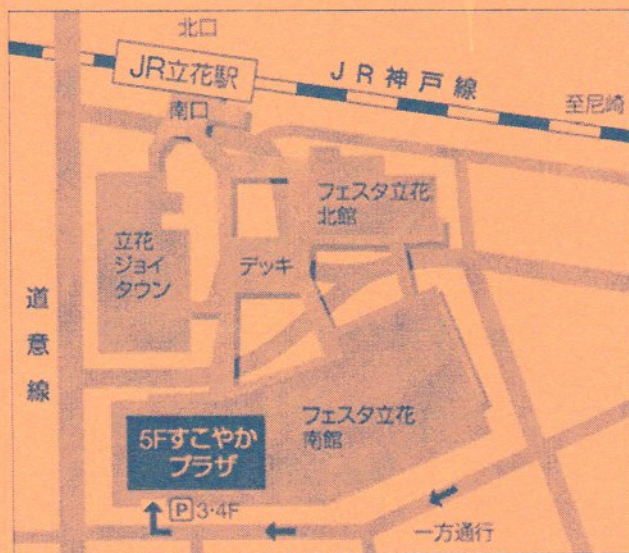 北口
JR立花駅
JR神戸線
至尼崎
南口
フェスタ立花
北館
立花
ジョイ
タウン
デッキ
道意線
フェスタ立花
南館
5Fすこやか
プラザ
P3・4F
一方通行